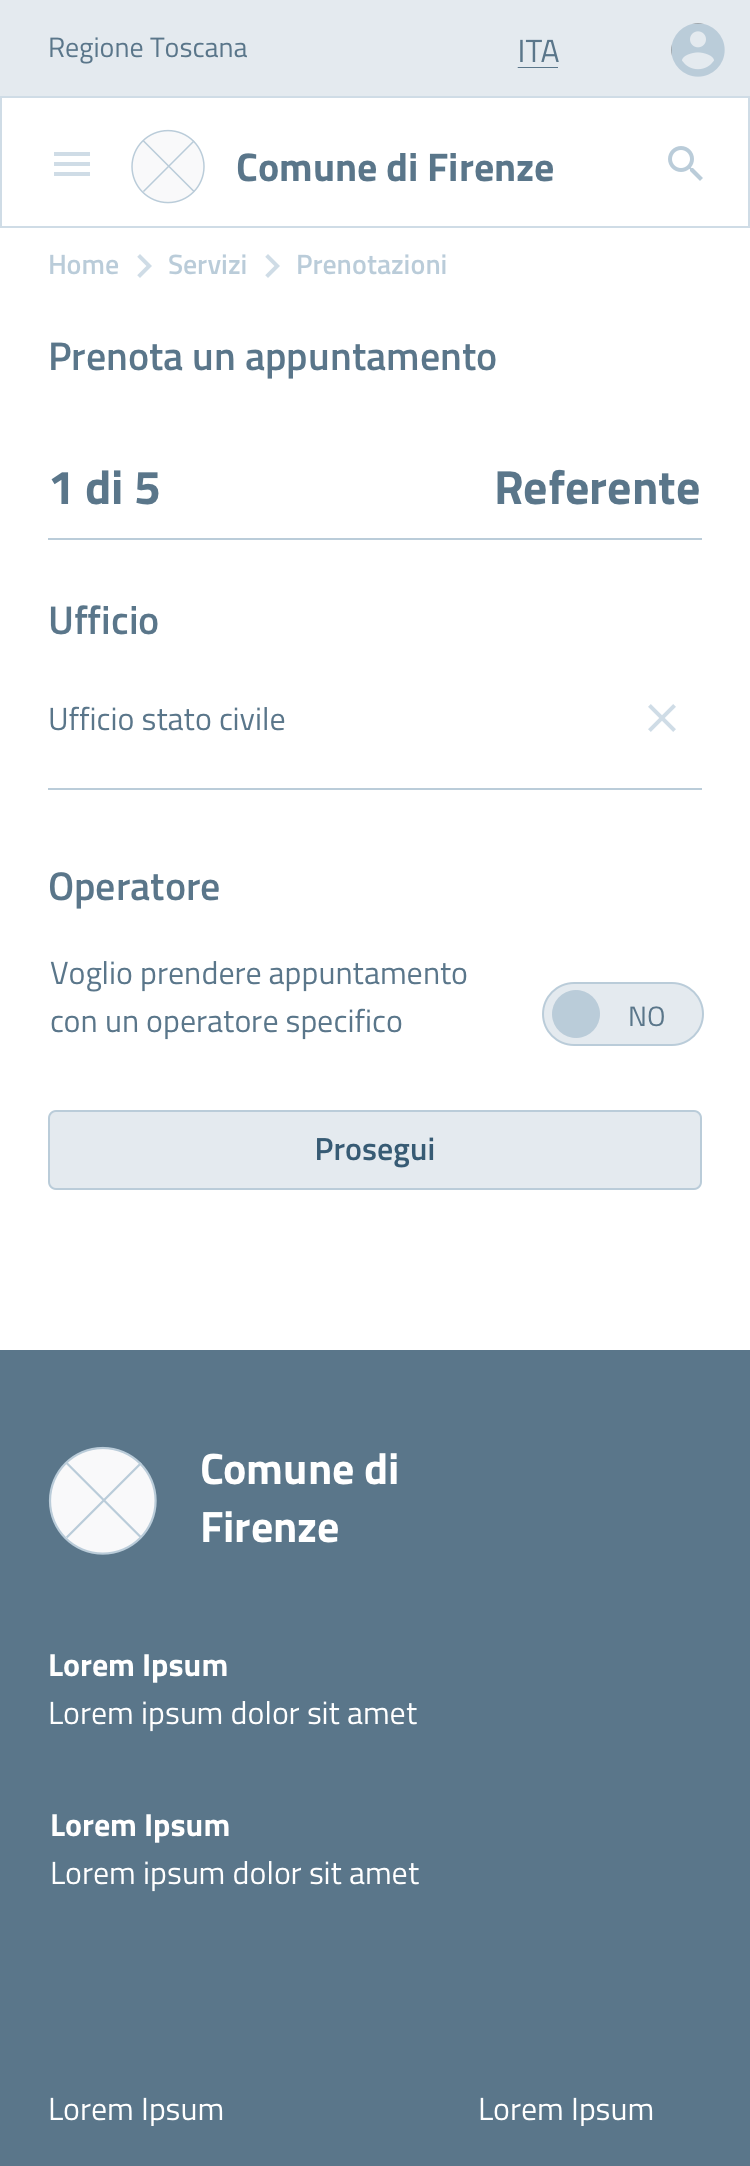 Regione Toscana
ITA
Comune di Firenze
Home Servizi Prenotazioni
Prenota un appuntamento
1 di 5 Referente
Ufficio
Ufficio stato civile
Operatore
Voglio prendere appuntamento
con un operatore specifico
NO
Prosegui
Comune di
Firenze
Lorem Ipsum
Lorem ipsum dolor sit amet
Lorem Ipsum
Lorem ipsum dolor sit amet
Lorem Ipsum Lorem Ipsum